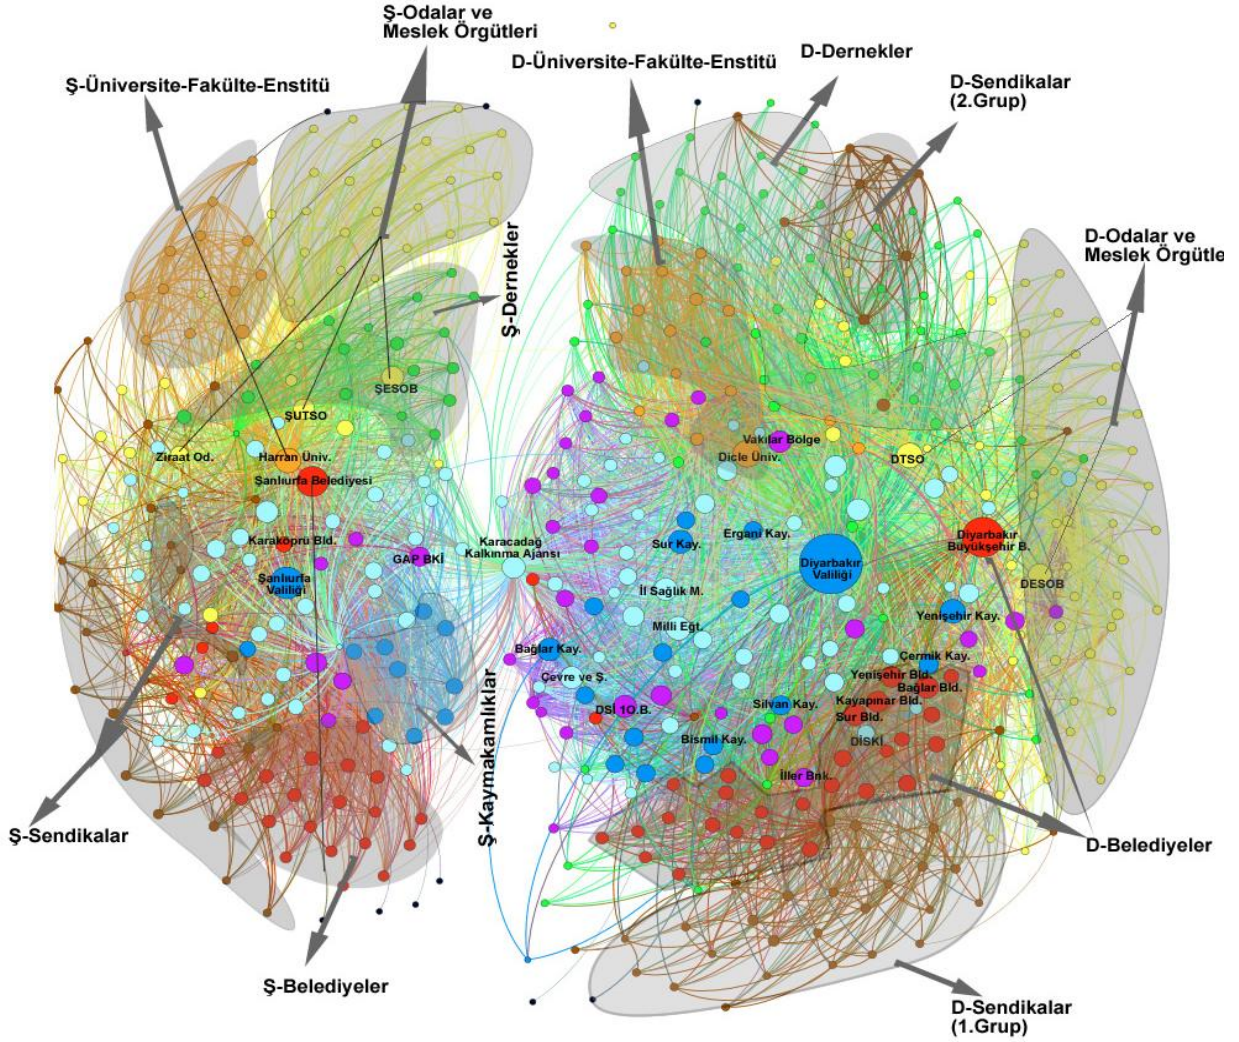 Ş-Odalar ve
Meslek Örgütleri
D-Üniversite-Fakülte-Enstitü
D-Dernekler
Ş-Üniversite-Fakülte-Enstitü
D-Sendikalar
(2.Grup)
Ş-Dernekler
D-Odalar ve
Meslek Örgütle
ŞESOB
ŞUTSO
Ziraat Od.
Harran Üniv.
Şanlıurfa Belediyesi
Vakılar Bölge
Dicle Üniv.
DTSO
Karaköprü Bld.
GAP BKİ
Karacadağ
Kalkınma Ajansı
Sur Kay.
Ergani Kay.
Diyarbakır
Büyükşehir B.
Şanlıurfa
Valiliği
Diyarbakır
Valiliği
DESOB
İl Sağlık M.
Yenişehir Kay.
Milli Eğt.
Bağlar Kay.
Çermik Kay.
Çevre ve Ş.
Yenişehir Bld.
Bağlar Bld.
Kayapınar Bld.
DSİ 1O.B.
Silvan Kay.
Sur Bld.
Bismil Kay.
DİSKİ
İller Bnk.
Ş-Kaymakamlıklar
Ş-Sendikalar
D-Belediyeler
Ş-Belediyeler
D-Sendikalar
(1.Grup)